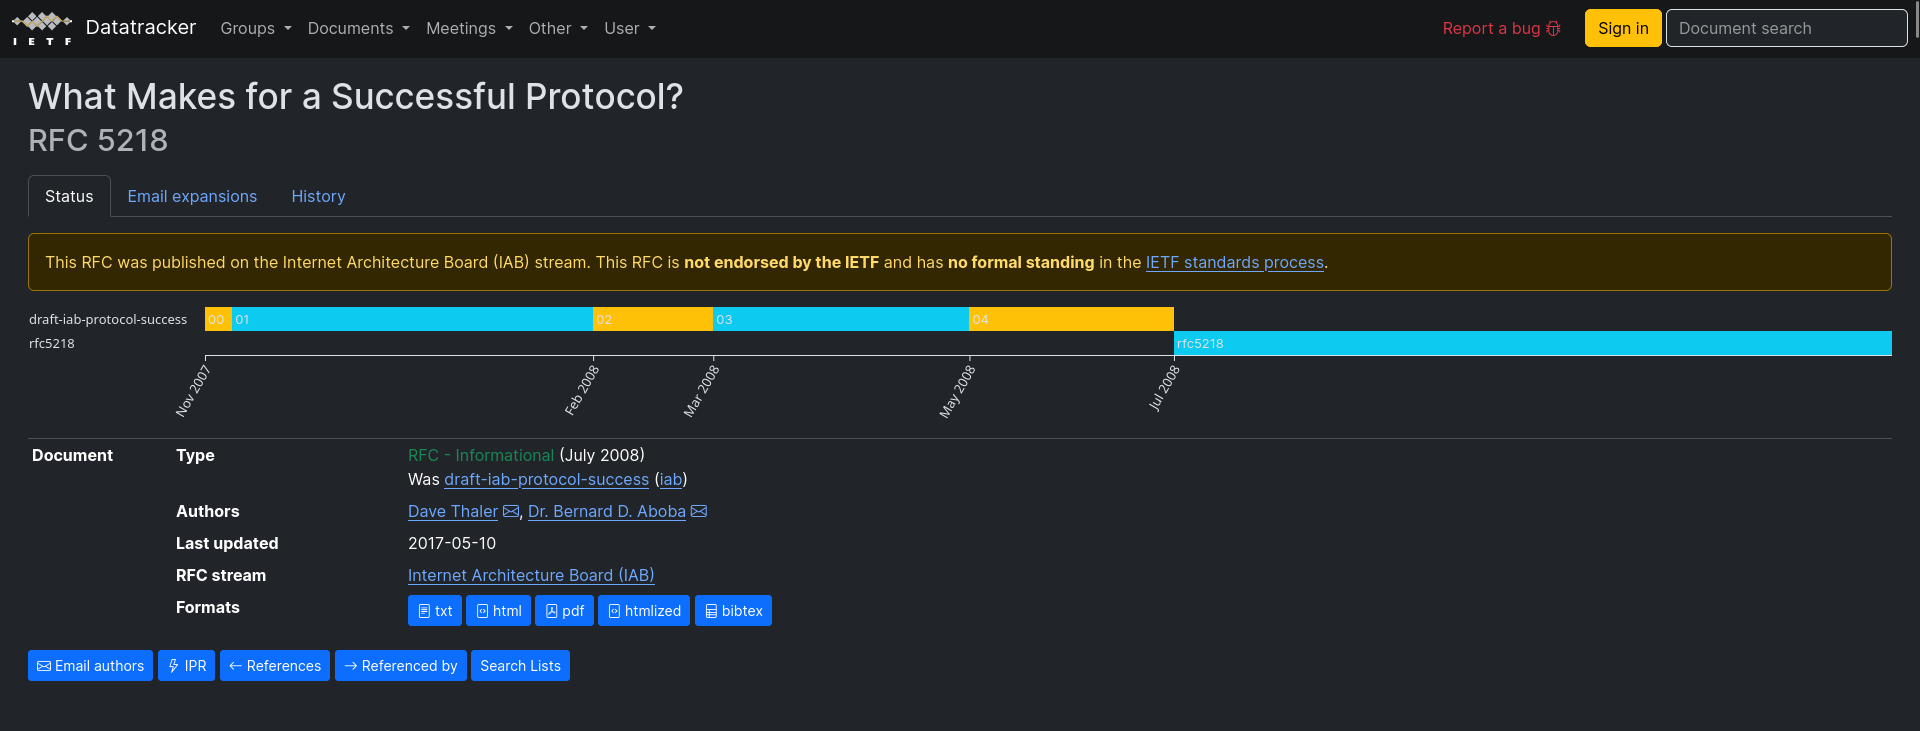 IETF Datatracker Groups Documents Meetings Other User Report a bug Sign in Document search
What Makes for a Successful Protocol?
RFC 5218
Status Email expansions History
This RFC was published on the Internet Architecture Board (IAB) stream. This RFC is not endorsed by the IETF and has no formal standing in the IETF standards process.
draft-iab-protocol-success 00 01 02 03 04
rfc5218 rfc5218
Nov 2007 Feb 2008 Mar 2008 May 2008 Jul 2008
Document Type RFC - Informational (July 2008)
Was draft-iab-protocol-success (iab)
Authors Dave Thaler, Dr. Bernard D. Aboba
Last updated 2017-05-10
RFC stream Internet Architecture Board (IAB)
Formats txt html pdf htmlized bibtex
Email authors IPR References Referenced by Search Lists